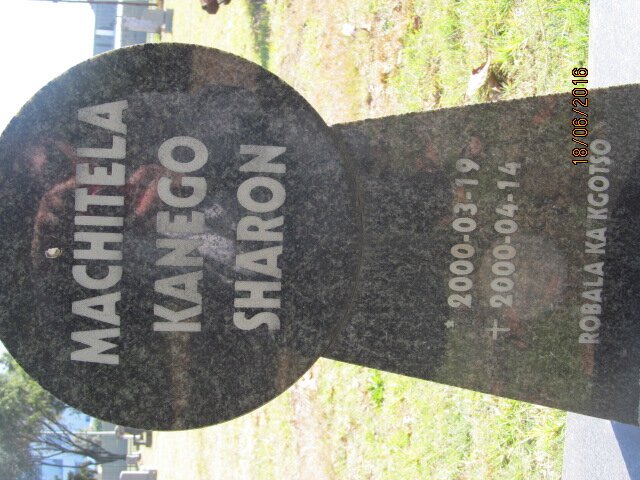 MACHITELA
KANEGO
SHARON
* 2000-03-19
+ 2000-04-14
ROBALA KA KGOTSO
18/06/2016